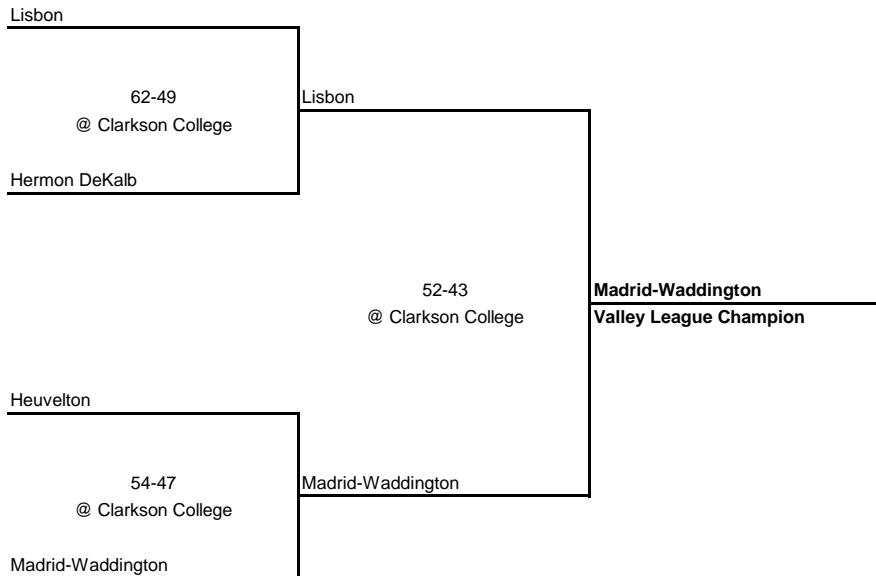 Lisbon
62-49
@ Clarkson College
Lisbon
Hermon DeKalb
52-43
@ Clarkson College
Madrid-Waddington
Valley League Champion
Heuvelton
54-47
@ Clarkson College
Madrid-Waddington
Madrid-Waddington